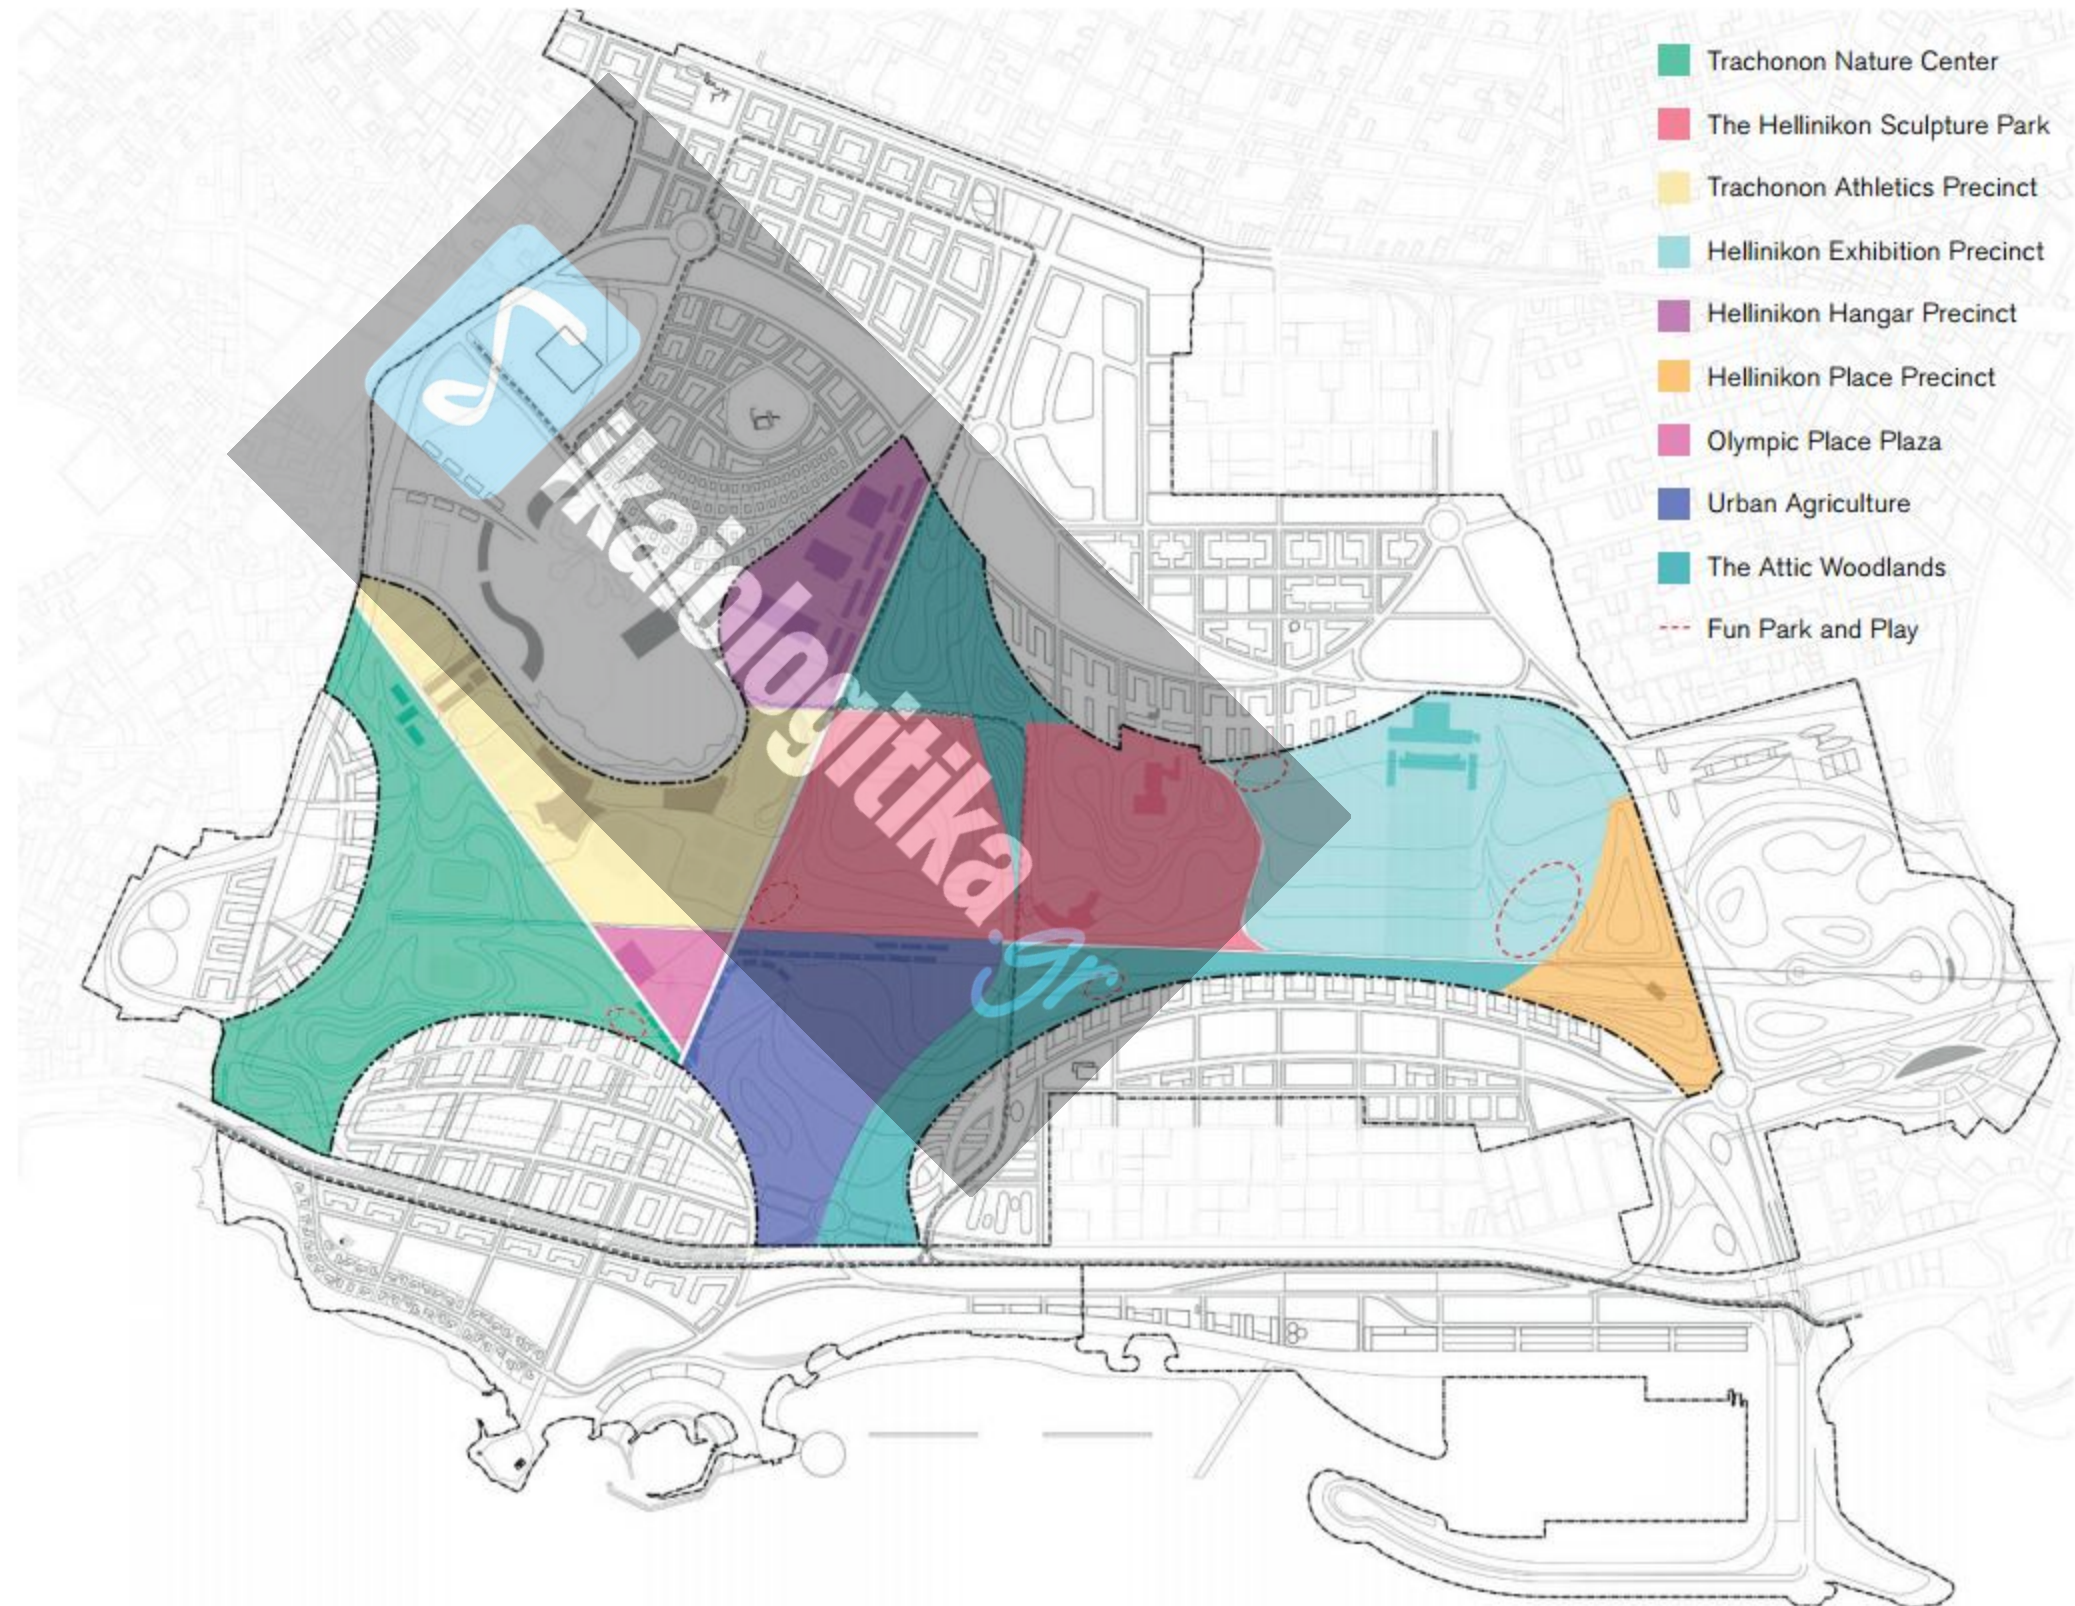 Trachonon Nature Center
The Hellinikon Sculpture Park
Trachonon Athletics Precinct
Hellinikon Exhibition Precinct
Hellinikon Hangar Precinct
Hellinikon Place Precinct
Olympic Place Plaza
Urban Agriculture
The Attic Woodlands
Fun Park and Play
ikaiologitika
.gr